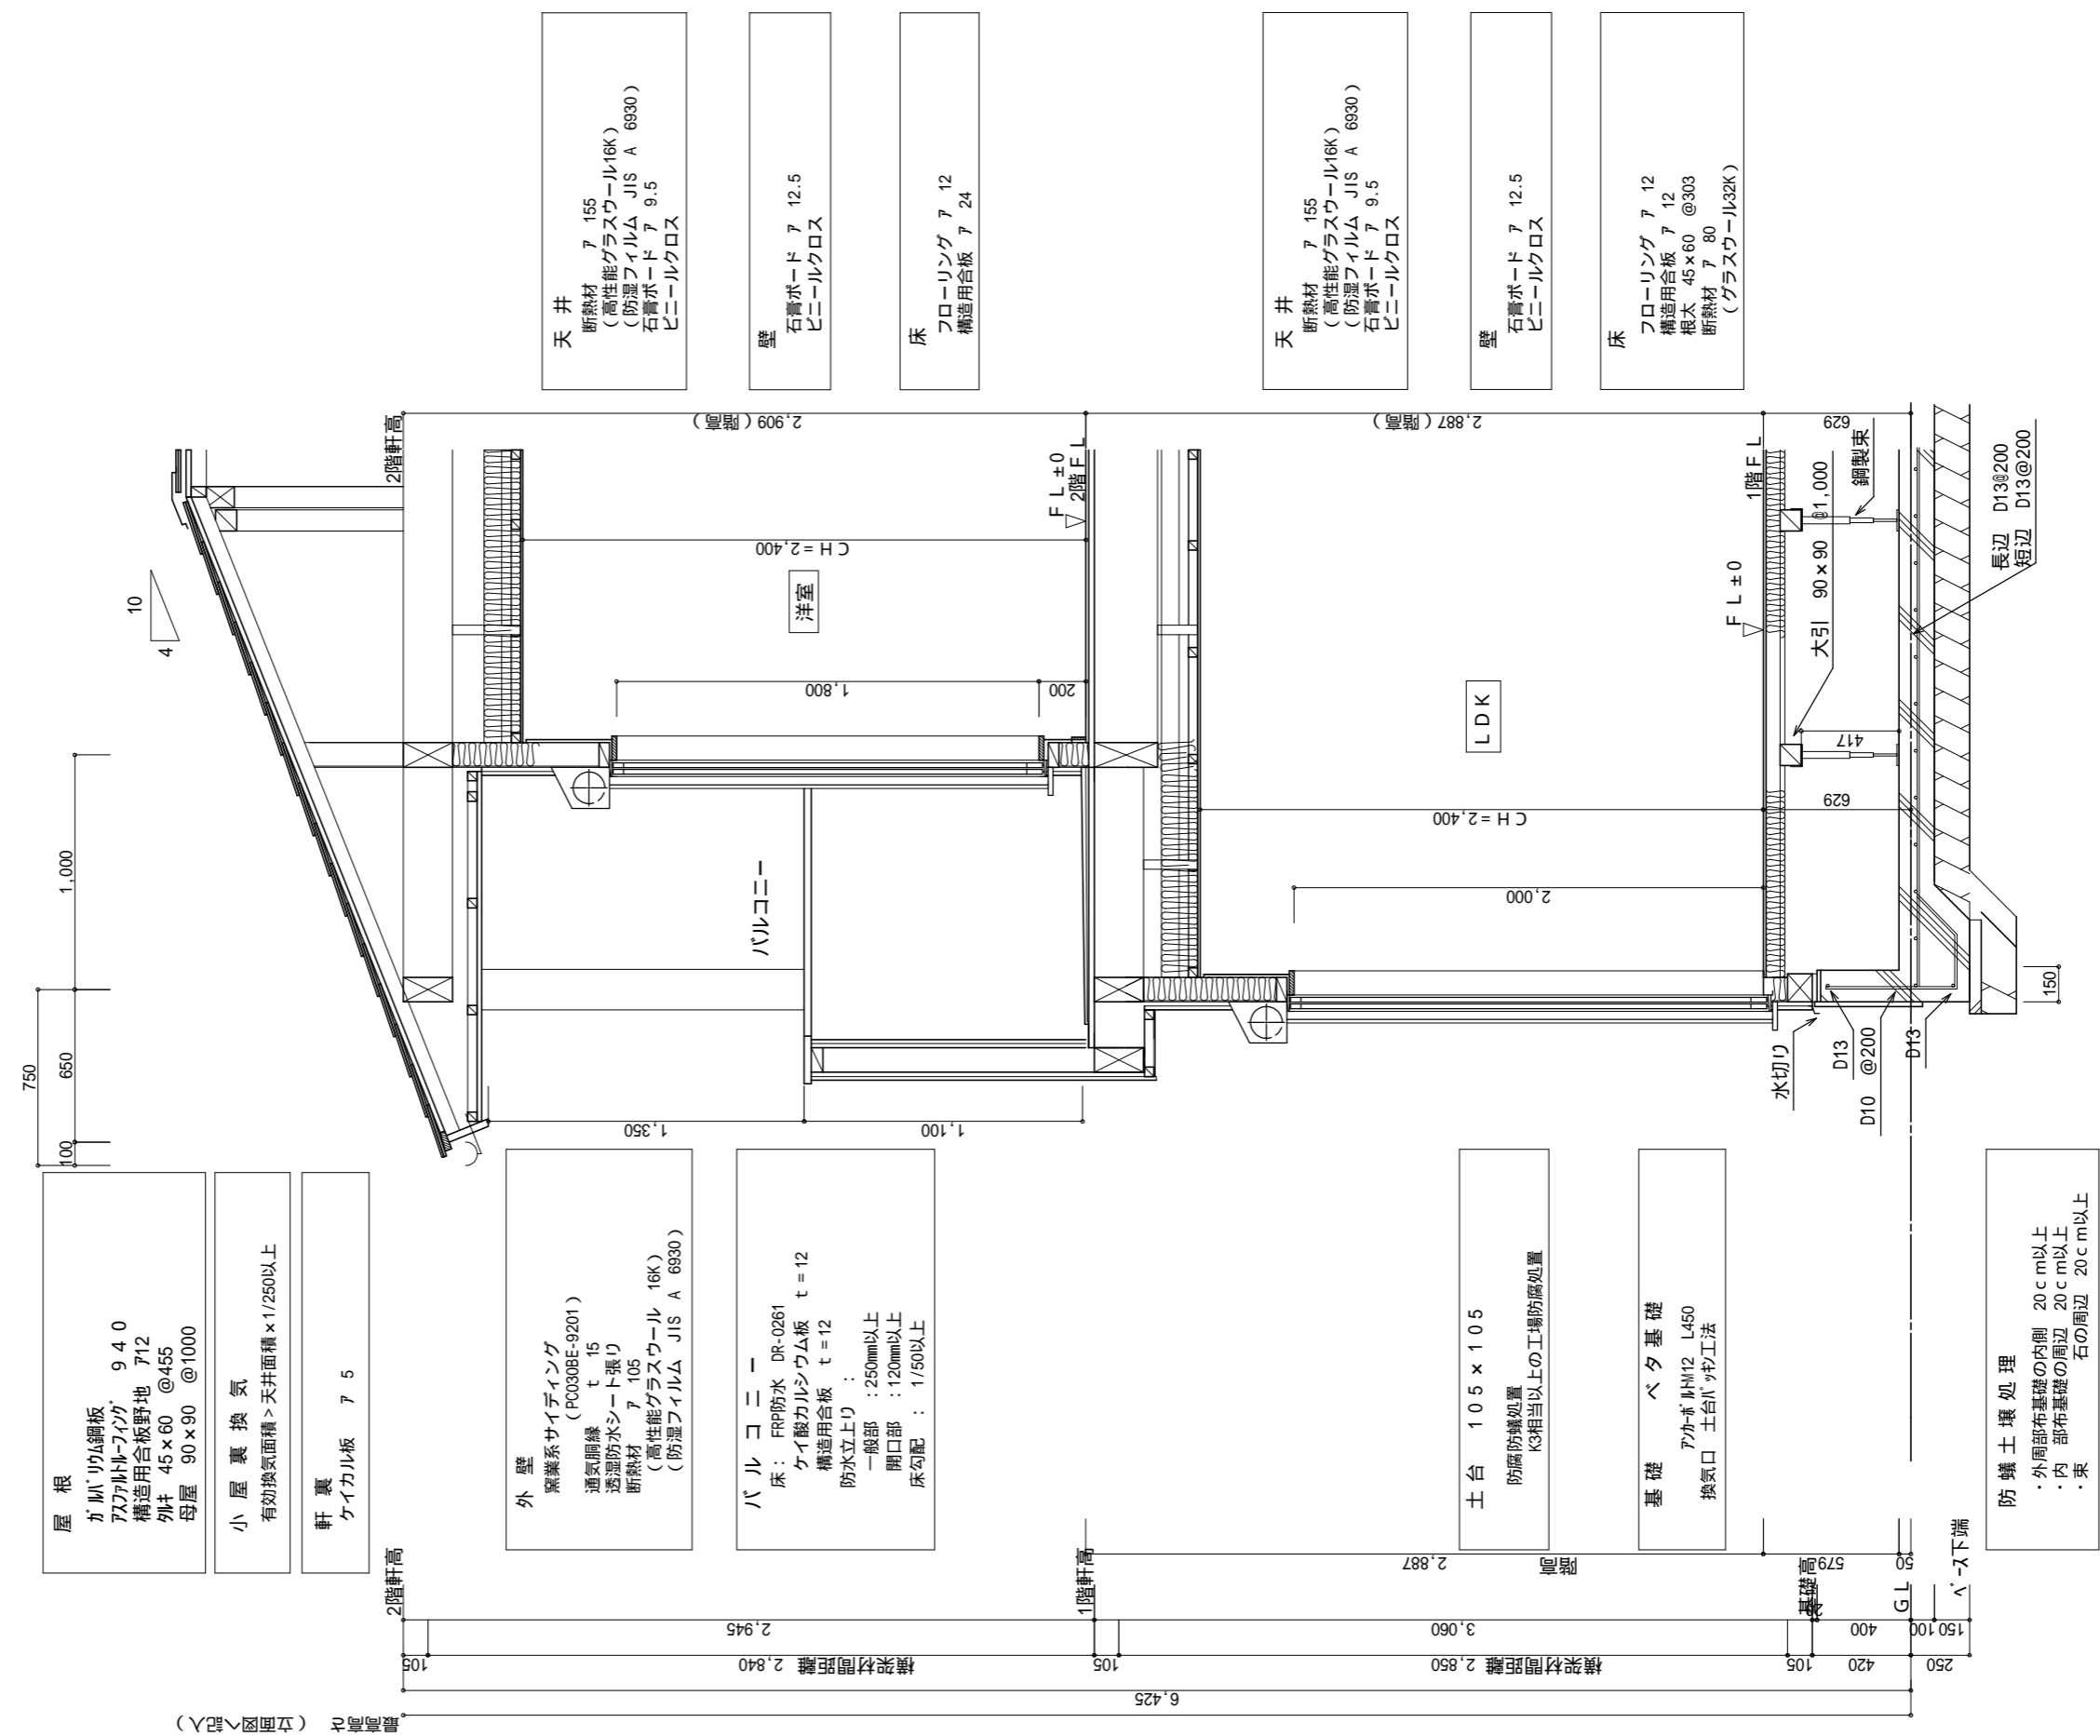 屋 根
ガルバリウム鋼板
アスファルトルーフィング 9 4 0
構造用合板野地 ア12
タルキ 45×60 @455
母屋 90×90 @1000
小 屋 裏 換 気
有効換気面積＞天井面積×1/250以上
軒 裏
ケイカル板 ア 5
外 壁
窯業系サイディング
（PC030BE-9201）
通気胴縁 t 15
透湿防水シート張り
断熱材 ア 105
（高性能グラスウール 16K）
（防湿フィルム JIS A 6930）
バ ル コ ニ ー
床： FRP防水 DR-0261
ケイ酸カルシウム板 t＝12
構造用合板 t＝12
防水立上り ：
一般部 ：250mm以上
開口部 ：120mm以上
床勾配 ： 1/50以上
土 台 1 0 5 × 1 0 5
防腐防蟻処置
K3相当以上の工場防腐処置
基 礎 ベ タ 基 礎
アンカーボルトM12 L450
換気口 土台パッキン工法
防 蟻 土 壌 処 理
・外周部布基礎の内側 20ｃｍ以上
・内 部布基礎の周辺 20ｃｍ以上
・束 石の周辺 20ｃｍ以上
天 井
断熱材 ア 155
（高性能グラスウール16K）
（防湿フィルム JIS A 6930）
石膏ボード ア 9.5
ビニールクロス
壁
石膏ボード ア 12.5
ビニールクロス
床
フローリング ア 12
構造用合板 ア 24
天 井
断熱材 ア 155
（高性能グラスウール16K）
（防湿フィルム JIS A 6930）
石膏ボード ア 9.5
ビニールクロス
壁
石膏ボード ア 12.5
ビニールクロス
床
フローリング ア 12
構造用合板 ア 12
根太 45×60 @303
断熱材 ア 80
（グラスウール32K）
750
100
650
1,000
10
4
2階軒高
2,909（階高）
ＣＨ＝2,400
洋室
1,800
200
ＦＬ±0
2階ＦＬ
バルコニー
1,350
1,100
2,887（階高）
ＬＤＫ
ＣＨ＝2,400
2,000
ＦＬ±0
1階ＦＬ
629
629
417
大引 90×90 @1,000
鋼製束
長辺 D13@200
短辺 D13@200
水切り
D13
D10 @200
D13
150
2階軒高
1階軒高
階高 2,887
579
50
基礎高
ＧＬ
ベース下端
2,945
3,060
20
400
100
150
105
横架材間距離 2,840
105
横架材間距離 2,850
105
420
250
6,425
最高高さ （立面図へ記入）